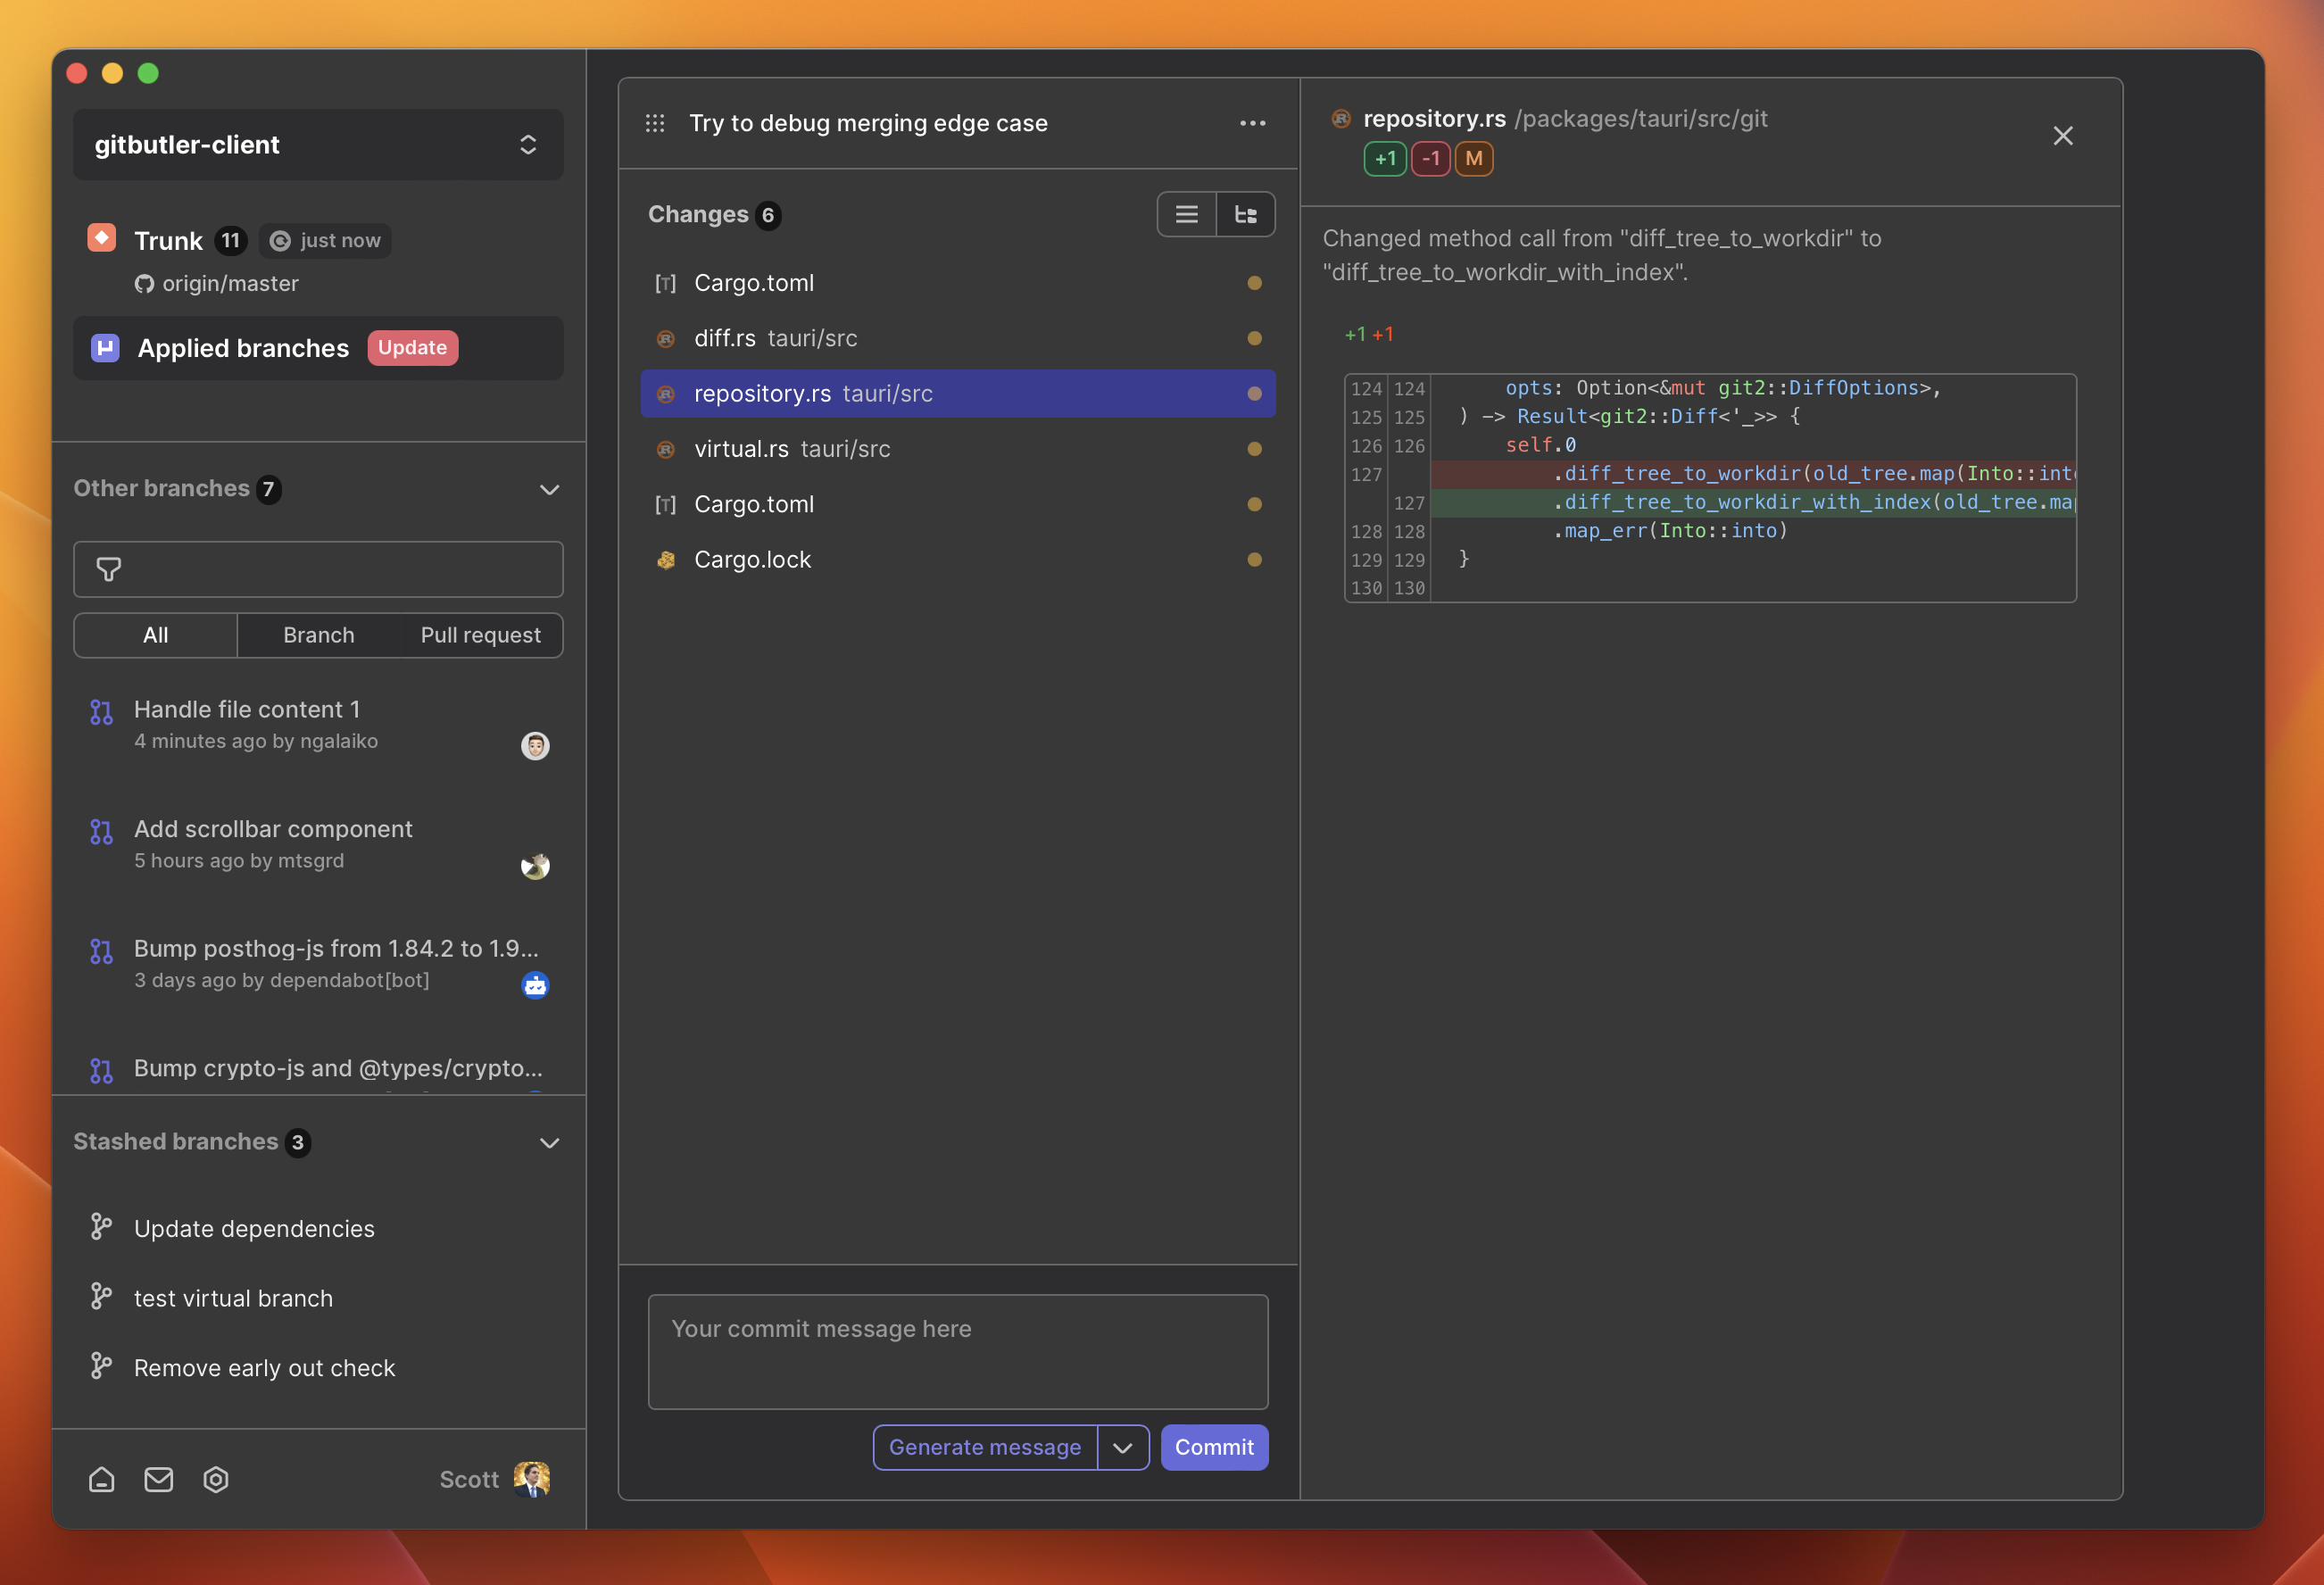 gitbutler-client
Trunk 11 just now
origin/master
Applied branches Update
Other branches 7
All Branch Pull request
Handle file content 1
4 minutes ago by ngalaiko
Add scrollbar component
5 hours ago by mtsgrd
Bump posthog-js from 1.84.2 to 1.9...
3 days ago by dependabot[bot]
Bump crypto-js and @types/crypto...
Stashed branches 3
Update dependencies
test virtual branch
Remove early out check
Scott
Try to debug merging edge case
Changes 6
[T] Cargo.toml
diff.rs tauri/src
repository.rs tauri/src
virtual.rs tauri/src
[T] Cargo.toml
Cargo.lock
Your commit message here
Generate message Commit
repository.rs /packages/tauri/src/git
+1 -1 M
Changed method call from "diff_tree_to_workdir" to
"diff_tree_to_workdir_with_index".
+1 +1
124 124 opts: Option<&mut git2::DiffOptions>,
125 125 ) -> Result<git2::Diff<'_>> {
126 126 self.0
127 .diff_tree_to_workdir(old_tree.map(Into::int
127 .diff_tree_to_workdir_with_index(old_tree.ma
128 128 .map_err(Into::into)
129 129 }
130 130